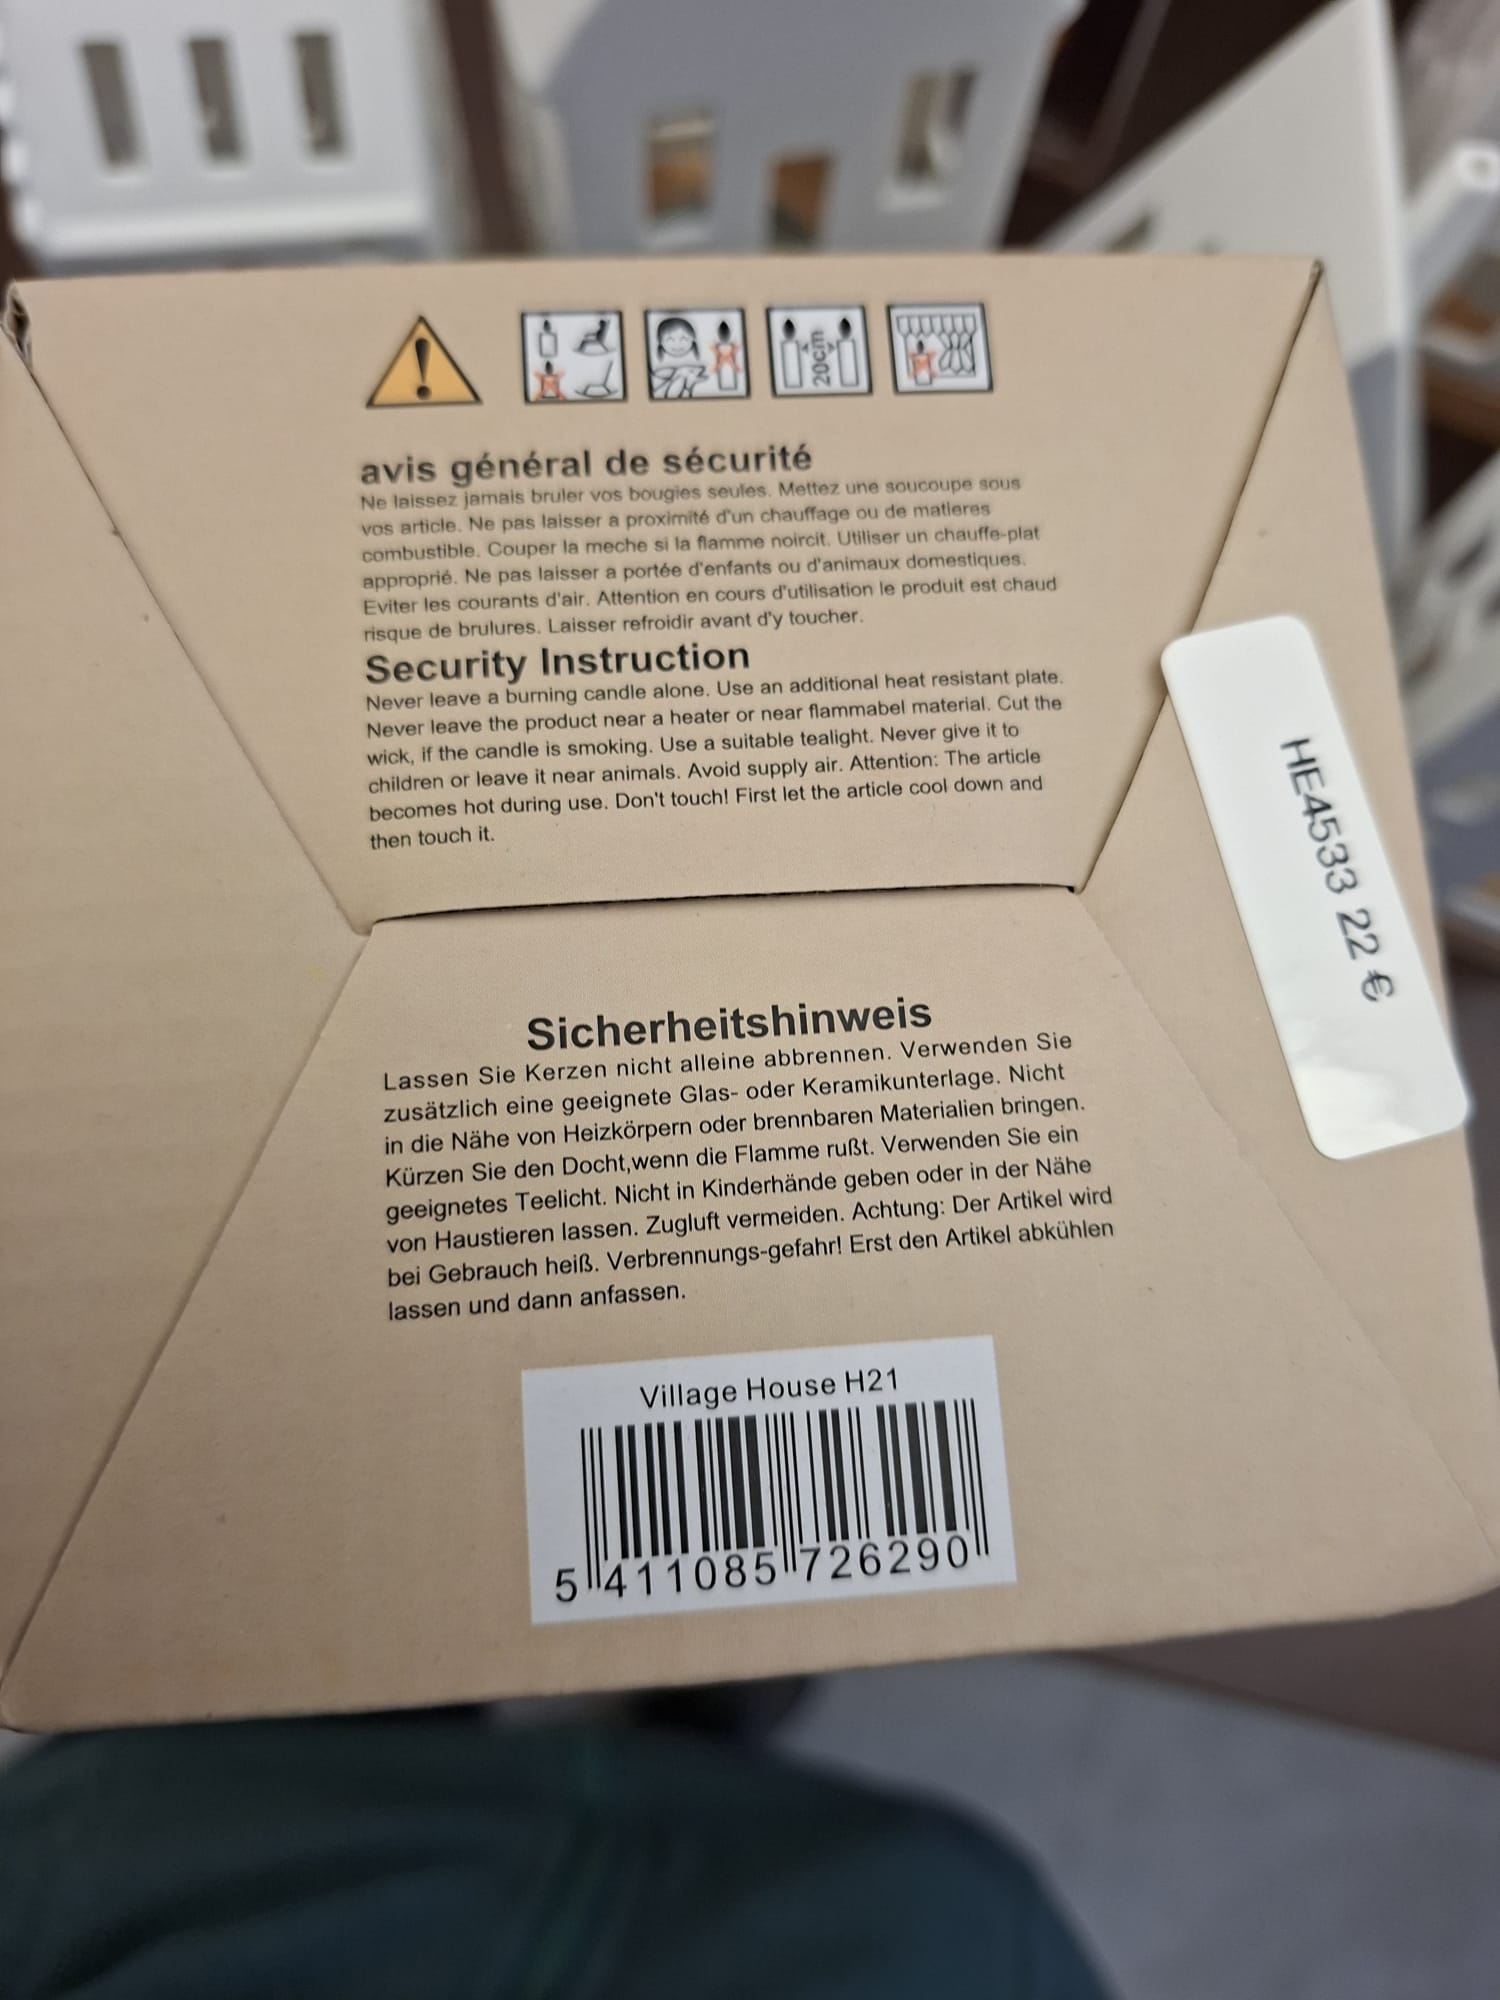 20cm
avis général de sécurité
Ne laissez jamais bruler vos bougies seules. Mettez une soucoupe sous
vos article. Ne pas laisser a proximité d'un chauffage ou de matieres
combustible. Couper la meche si la flamme noircit. Utiliser un chauffe-plat
approprié. Ne pas laisser a portée d'enfants ou d'animaux domestiques.
Eviter les courants d'air. Attention en cours d'utilisation le produit est chaud
risque de brulures. Laisser refroidir avant d'y toucher.
Security Instruction
Never leave a burning candle alone. Use an additional heat resistant plate.
Never leave the product near a heater or near flammabel material. Cut the
wick, if the candle is smoking. Use a suitable tealight. Never give it to
children or leave it near animals. Avoid supply air. Attention: The article
becomes hot during use. Don't touch! First let the article cool down and
then touch it.
HE4533 22 €
Sicherheitshinweis
Lassen Sie Kerzen nicht alleine abbrennen. Verwenden Sie
zusätzlich eine geeignete Glas- oder Keramikunterlage. Nicht
in die Nähe von Heizkörpern oder brennbaren Materialien bringen.
Kürzen Sie den Docht,wenn die Flamme rußt. Verwenden Sie ein
geeignetes Teelicht. Nicht in Kinderhände geben oder in der Nähe
von Haustieren lassen. Zugluft vermeiden. Achtung: Der Artikel wird
bei Gebrauch heiß. Verbrennungs-gefahr! Erst den Artikel abkühlen
lassen und dann anfassen.
Village House H21
5 411085 726290